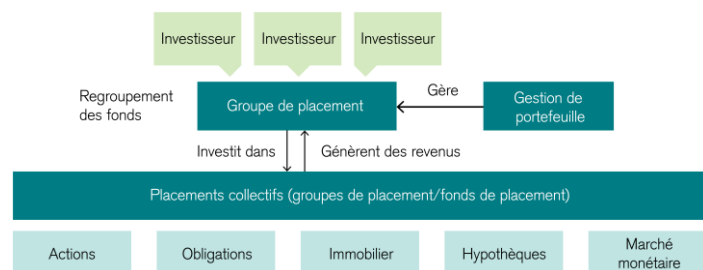 Investisseur
Investisseur
Investisseur
Regroupement
des fonds
Groupe de placement
Gère
Gestion de
portefeuille
Investit dans
Génèrent des revenus
Placements collectifs (groupes de placement/fonds de placement)
Actions
Obligations
Immobilier
Hypothèques
Marché
monétaire